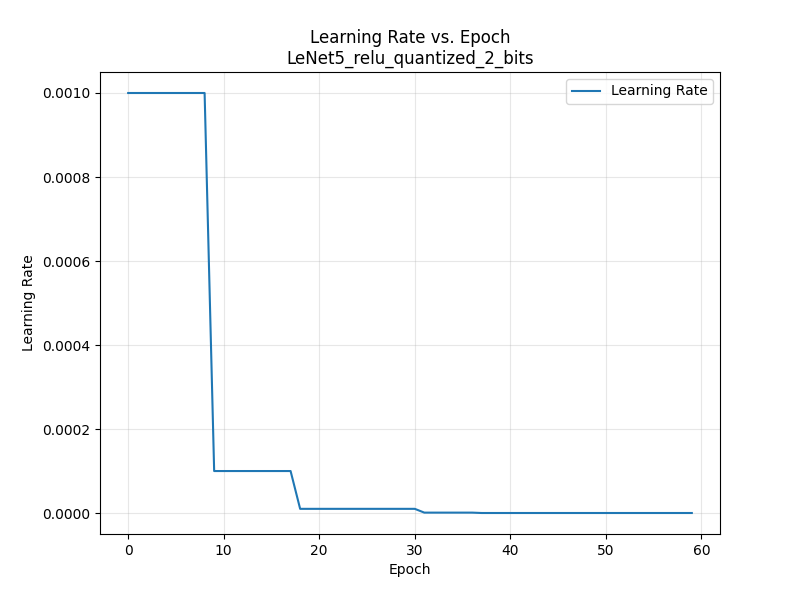 Learning Rate vs. Epoch
LeNet5_relu_quantized_2_bits
Learning Rate
0.0010
0.0008
0.0006
0.0004
0.0002
0.0000
Learning Rate
0 10 20 30 40 50 60
Epoch